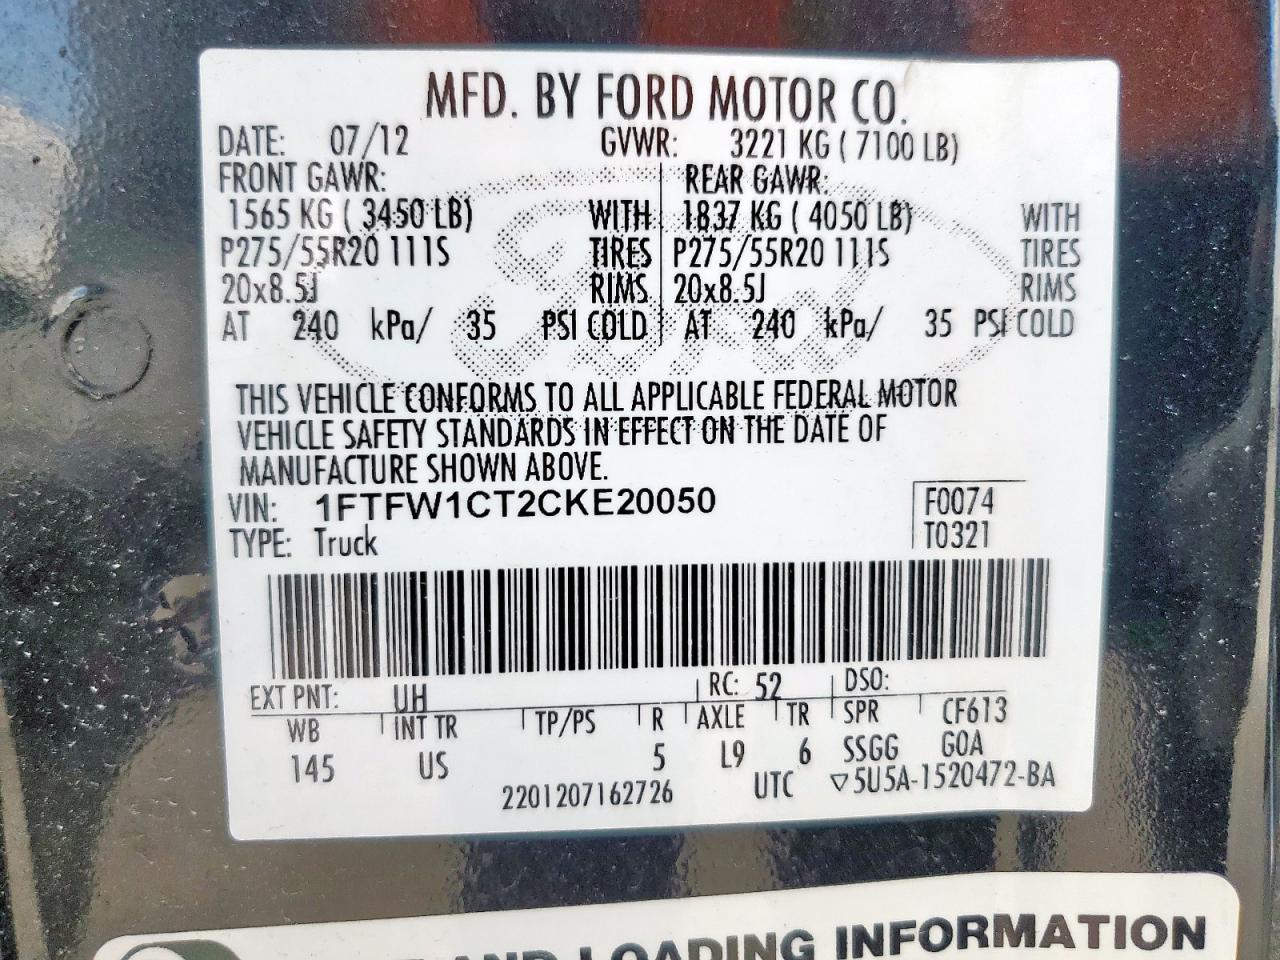 MFD. BY FORD MOTOR CO.
DATE: 07/12 GVWR: 3221 KG ( 7100 LB)
FRONT GAWR: REAR GAWR:
1565 KG ( 3450 LB) WITH 1837 KG ( 4050 LB) WITH
P275/55R20 111S TIRES P275/55R20 111S TIRES
20x8.5J RIMS 20x8.5J RIMS
AT 240 kPa/ 35 PSI COLD AT 240 kPa/ 35 PSI COLD
Ford
THIS VEHICLE CONFORMS TO ALL APPLICABLE FEDERAL MOTOR
VEHICLE SAFETY STANDARDS IN EFFECT ON THE DATE OF
MANUFACTURE SHOWN ABOVE.
VIN: 1FTFW1CT2CKE20050 F0074
TYPE: Truck T0321
EXT PNT: UH RC: 52 DSO:
WB INT TR TP/PS R AXLE TR SPR CF613
145 US 5 L9 6 SSGG GOA
2201207162726 UTC ▽5U5A-1520472-BA
AND LOADING INFORMATION